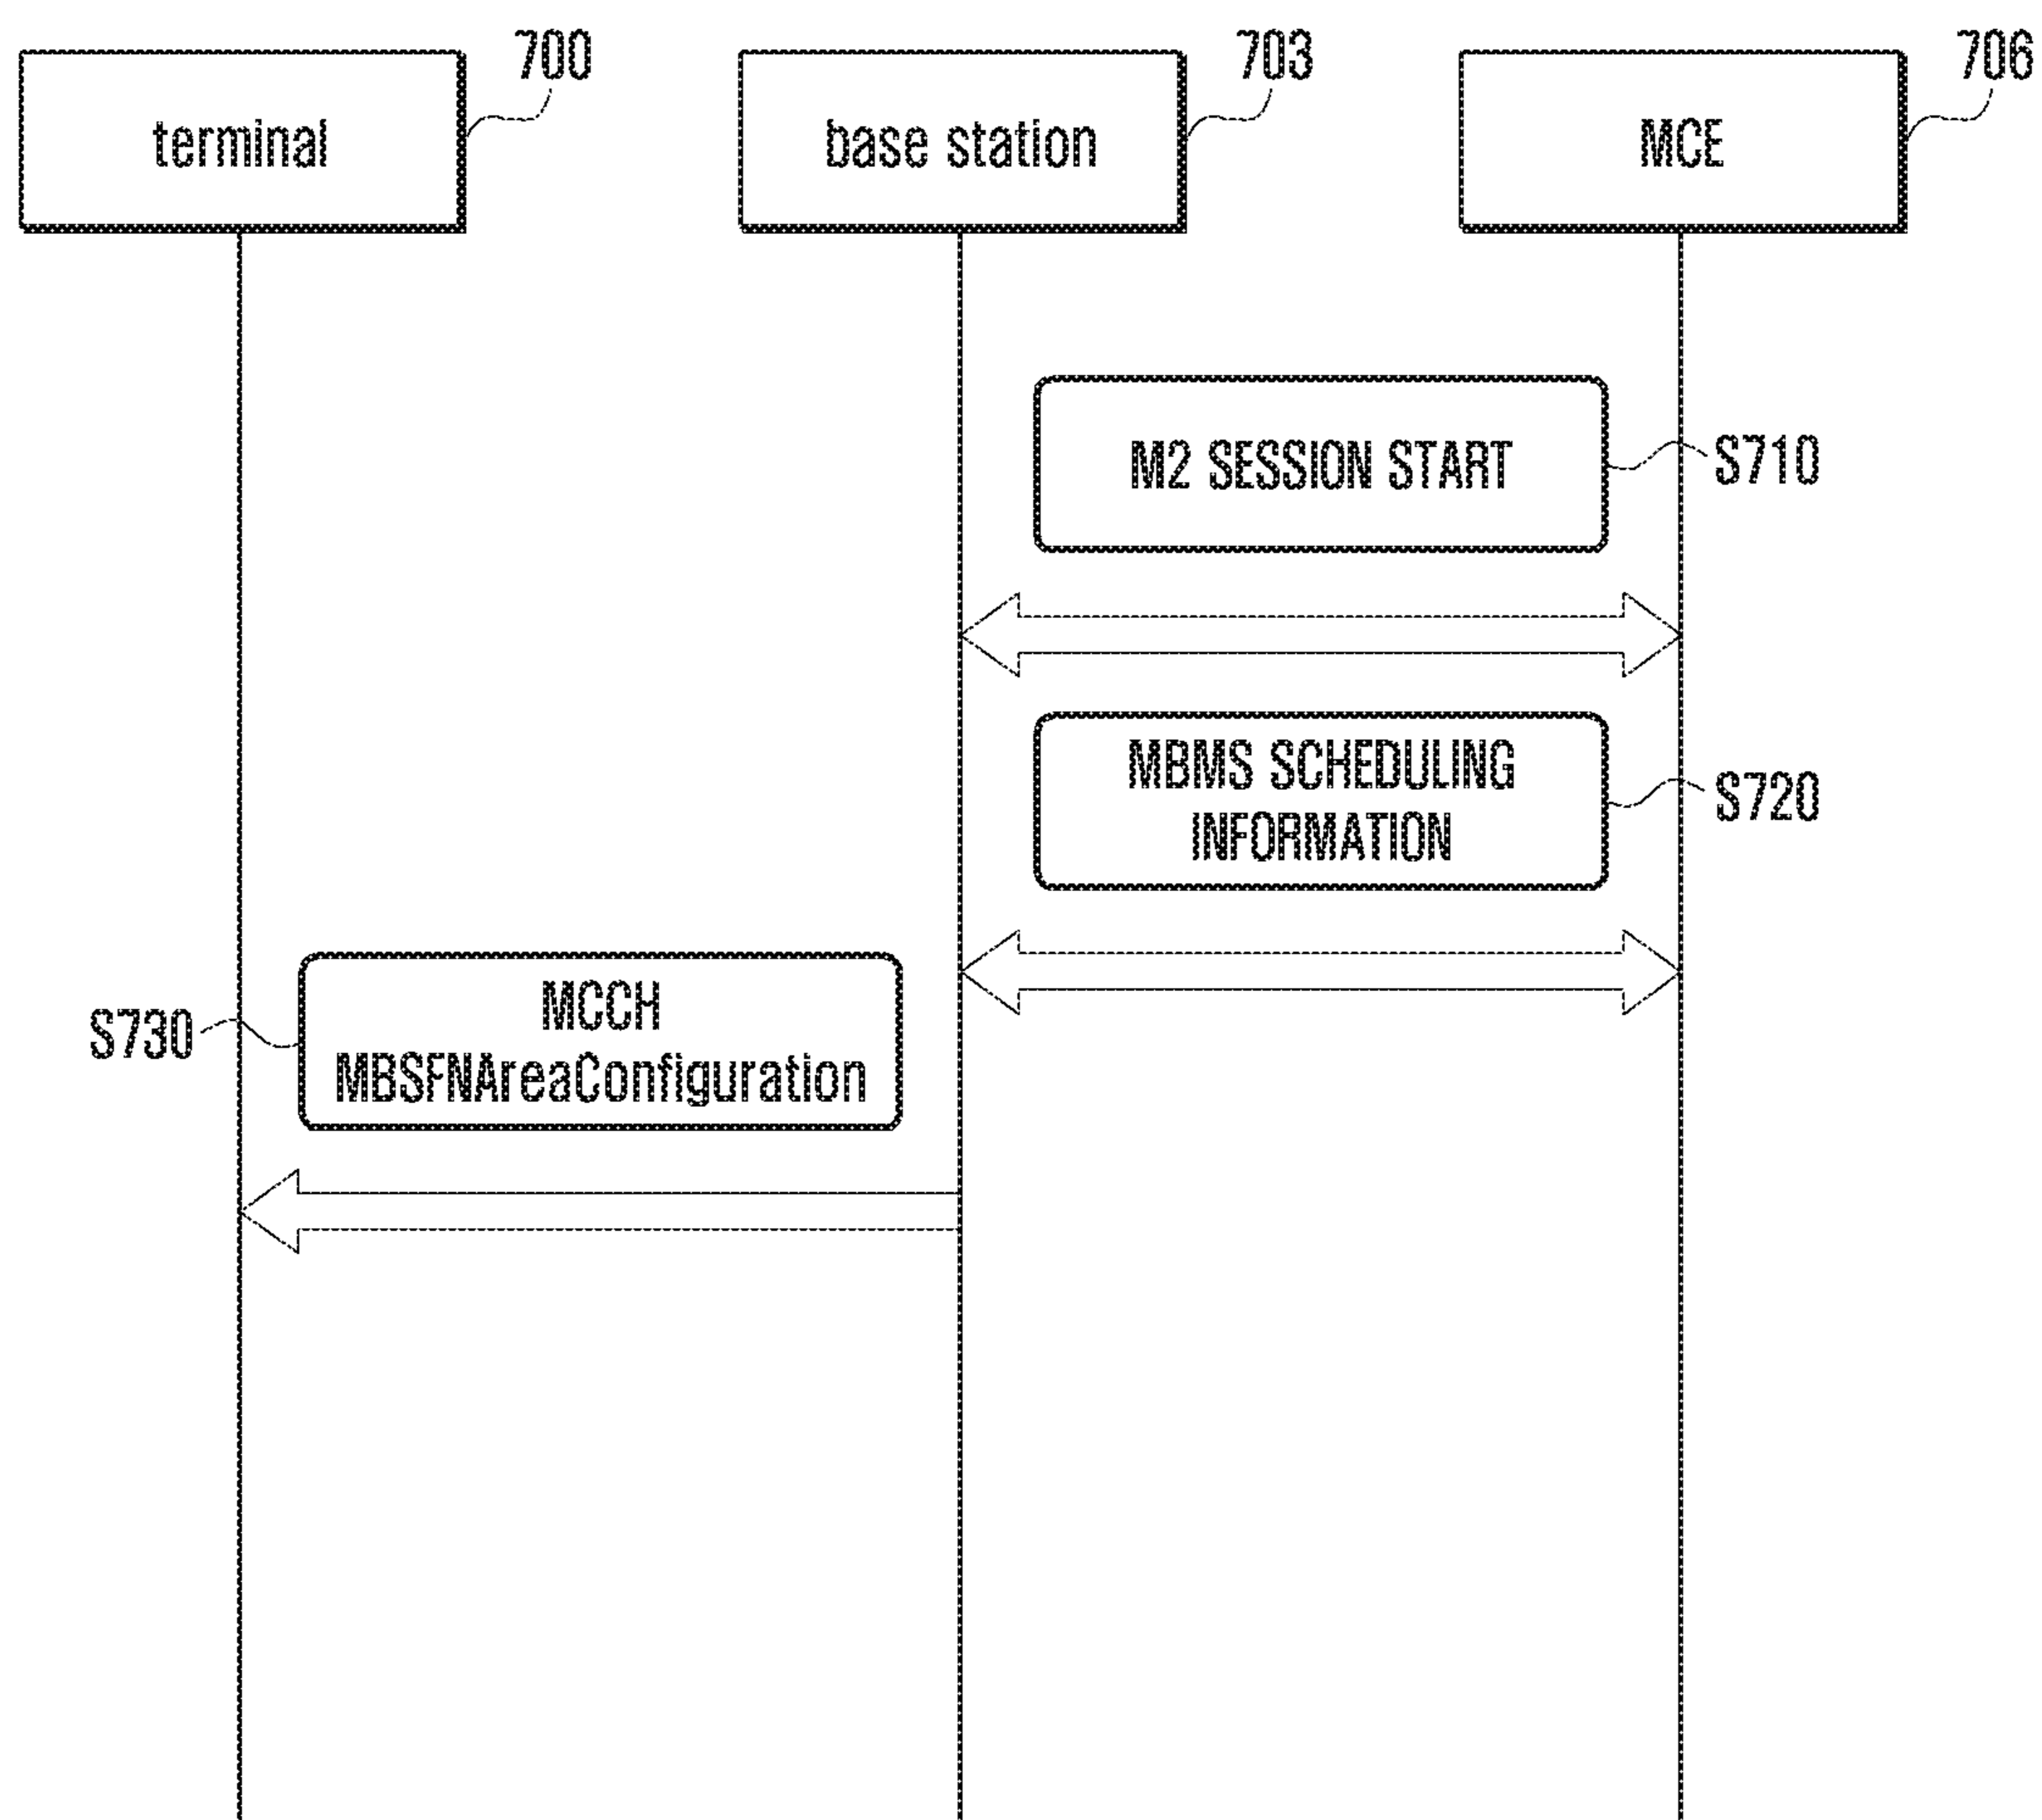 700
703
706
terminal
base station
MCE
M2 SESSION START
S710
MBMS SCHEDULING
INFORMATION
S720
MCCH
MBSFNAreaConfiguration
S730